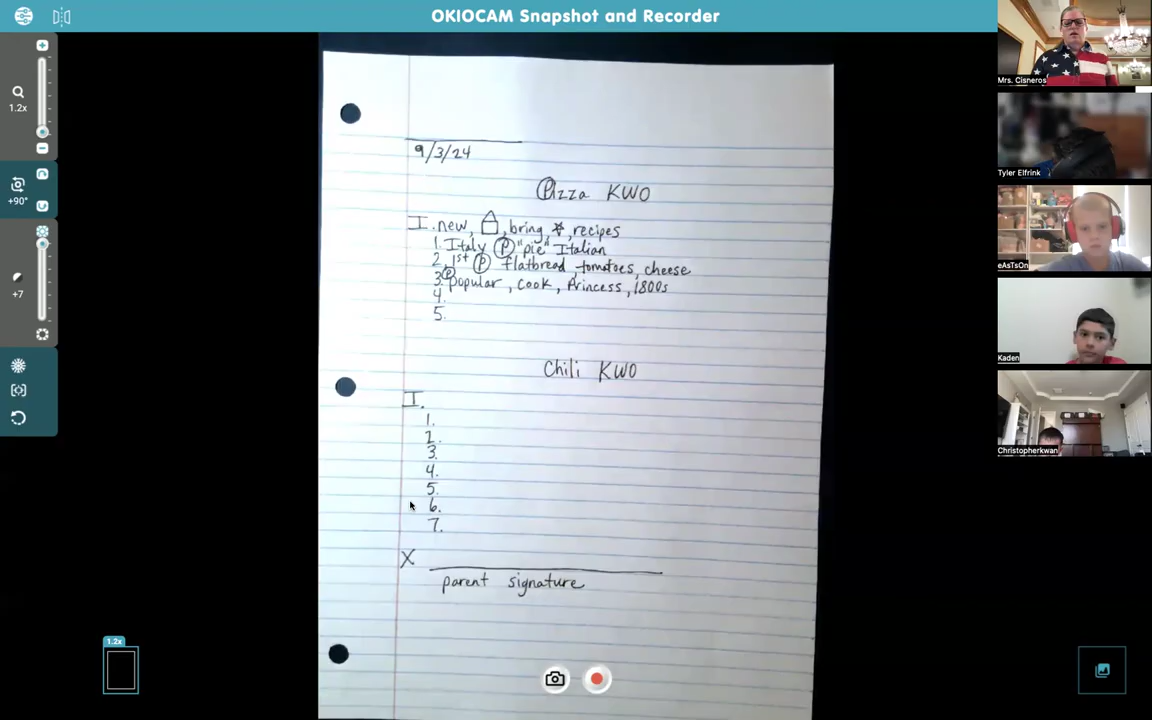 OKIOCAM Snapshot and Recorder
1.2x
+90°
+7
1.2x
9/3/24
Pizza KWO
I. new, , bring, , recipes
1. Italy P "pie" Italian
2. 1st P flatbread, tomatoes, cheese
3. P popular, cook, Princess, 1800s
4.
5.
Chili KWO
I.
1.
2.
3.
4.
5.
6.
7.
X
parent signature
Mrs. Cisneros
Tyler Elfrink
eAsTsOn
Kaden
Christopherkwan